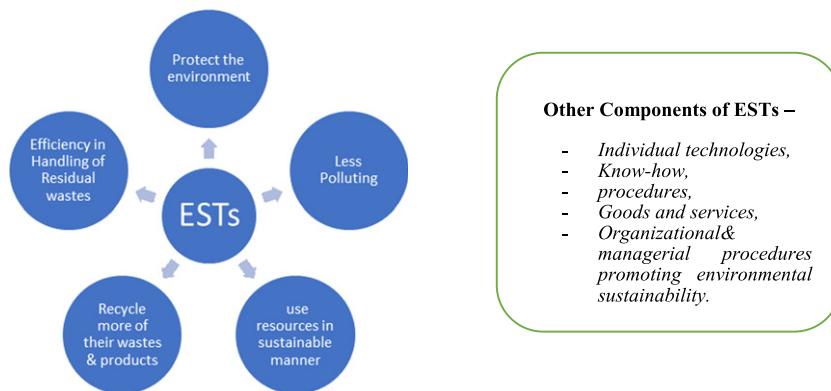 Protect the
environment
Efficiency in
Handling of
Residual
wastes
Less
Polluting
ESTs
Recycle
more of
their wastes
& products
use
resources in
sustainable
manner
Other Components of ESTs –
- Individual technologies,
- Know-how,
- procedures,
- Goods and services,
- Organizational&
managerial procedures
promoting environmental
sustainability.